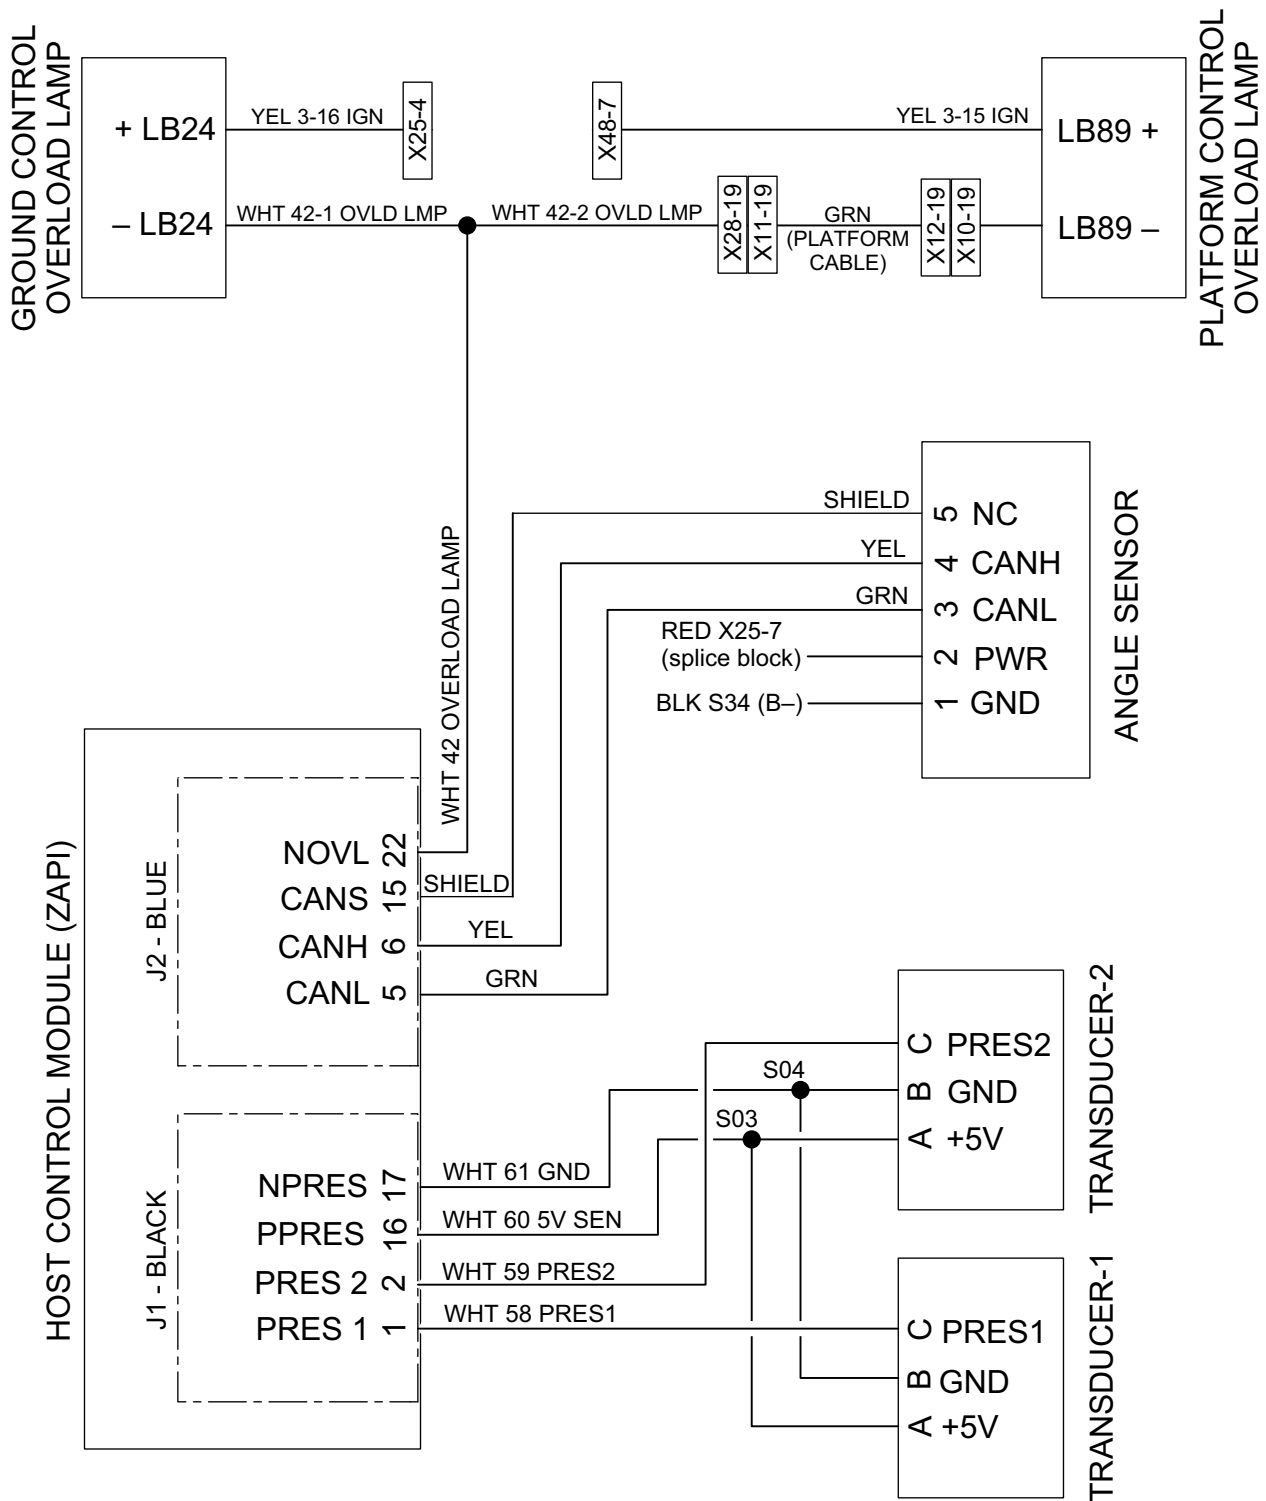 GROUND CONTROL
OVERLOAD LAMP
+ LB24
– LB24
YEL 3-16 IGN
X25-4
X48-7
YEL 3-15 IGN
LB89 +
LB89 –
PLATFORM CONTROL
OVERLOAD LAMP
WHT 42-1 OVLD LMP
WHT 42-2 OVLD LMP
X28-19
X11-19
GRN
(PLATFORM
CABLE)
X12-19
X10-19
WHT 42 OVERLOAD LAMP
SHIELD
YEL
GRN
RED X25-7
(splice block)
BLK S34 (B–)
5 NC
4 CANH
3 CANL
2 PWR
1 GND
ANGLE SENSOR
HOST CONTROL MODULE (ZAPI)
J2 - BLUE
NOVL 22
CANS 15
CANH 6
CANL 5
SHIELD
YEL
GRN
J1 - BLACK
NPRES 17
PPRES 16
PRES 2 2
PRES 1 1
WHT 61 GND
WHT 60 5V SEN
WHT 59 PRES2
WHT 58 PRES1
S04
S03
C PRES2
B GND
A +5V
TRANSDUCER-2
C PRES1
B GND
A +5V
TRANSDUCER-1